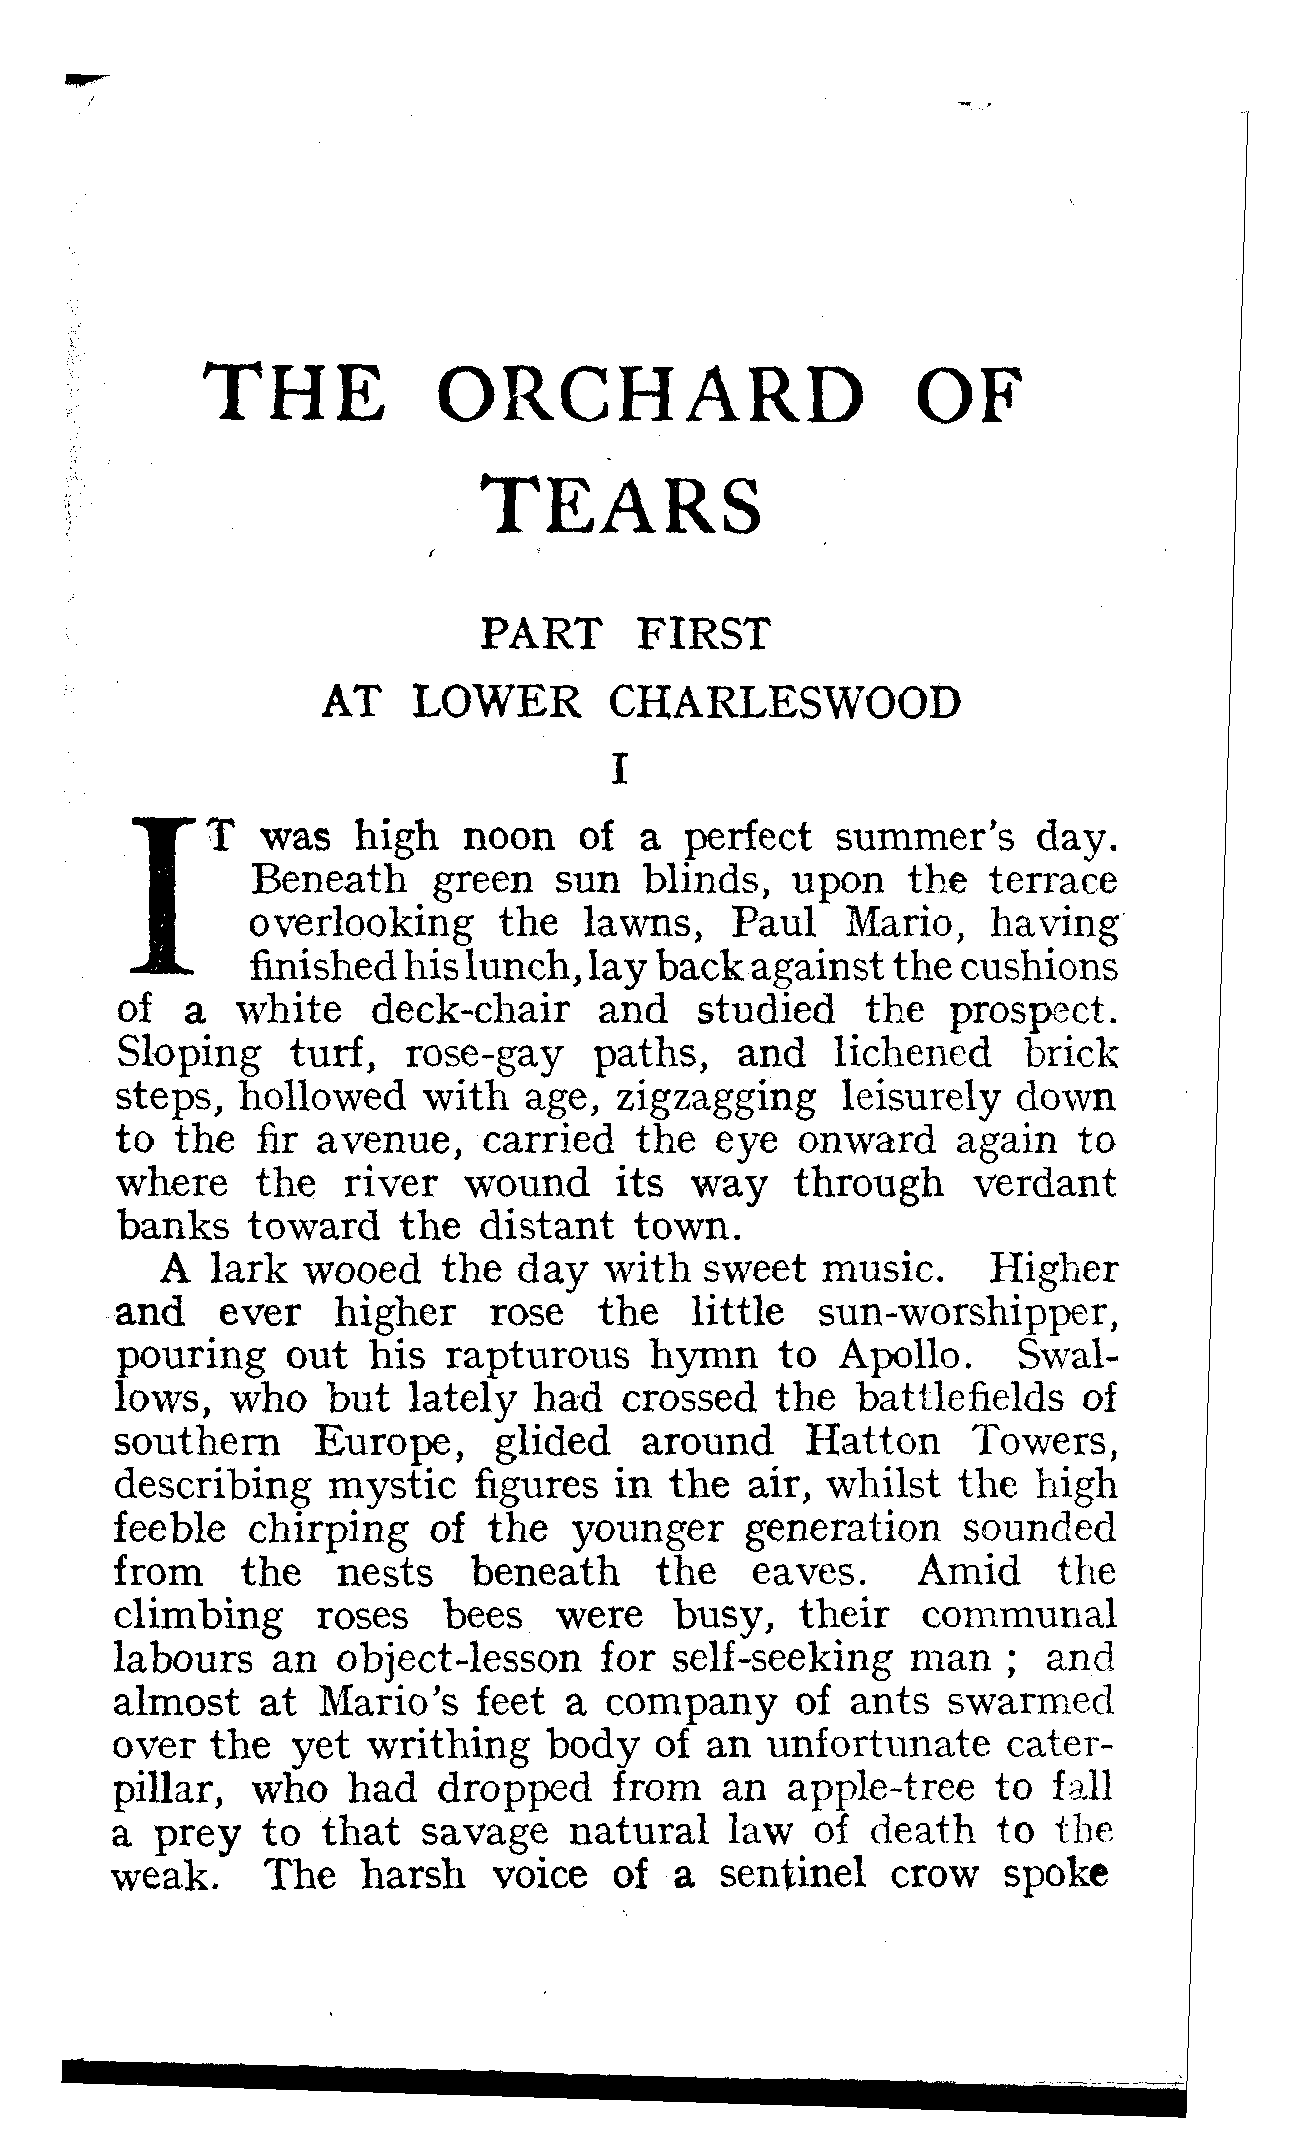 THE ORCHARD OF
TEARS
PART FIRST
AT LOWER CHARLESWOOD
I
IT was high noon of a perfect summer's day.
Beneath green sun blinds, upon the terrace
overlooking the lawns, Paul Mario, having
finished his lunch, lay back against the cushions
of a white deck-chair and studied the prospect.
Sloping turf, rose-gay paths, and lichened brick
steps, hollowed with age, zigzagging leisurely down
to the fir avenue, carried the eye onward again to
where the river wound its way through verdant
banks toward the distant town.
A lark wooed the day with sweet music. Higher
and ever higher rose the little sun-worshipper,
pouring out his rapturous hymn to Apollo. Swal-
lows, who but lately had crossed the battlefields of
southern Europe, glided around Hatton Towers,
describing mystic figures in the air, whilst the high
feeble chirping of the younger generation sounded
from the nests beneath the eaves. Amid the
climbing roses bees were busy, their communal
labours an object-lesson for self-seeking man ; and
almost at Mario's feet a company of ants swarmed
over the yet writhing body of an unfortunate cater-
pillar, who had dropped from an apple-tree to fall
a prey to that savage natural law of death to the
weak. The harsh voice of a sentinel crow spoke